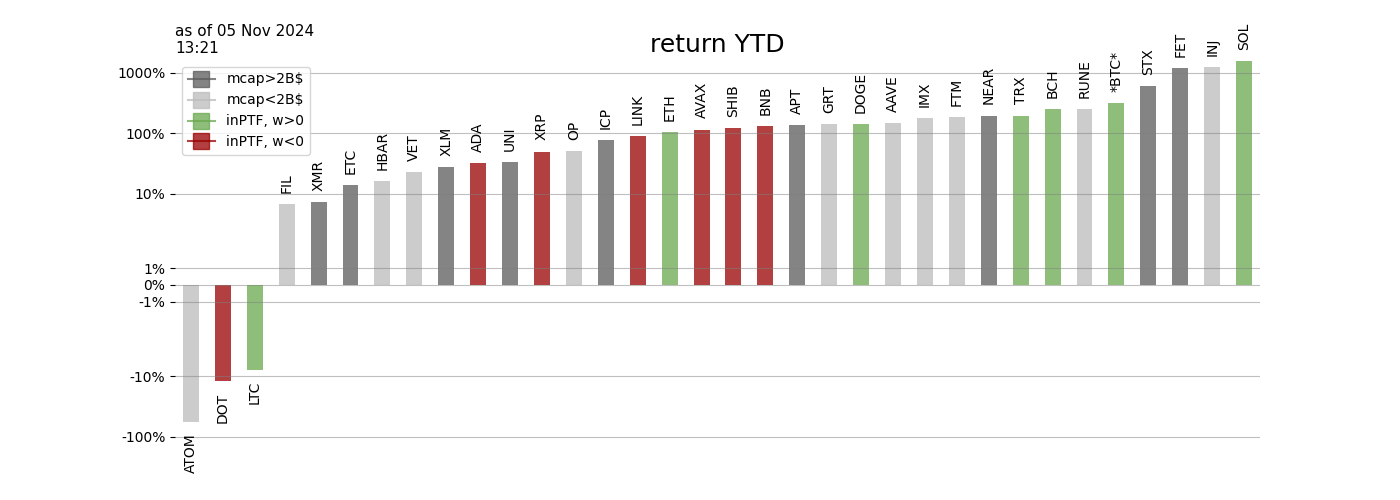 as of 05 Nov 2024
13:21
return YTD
mcap>2B$
mcap<2B$
inPTF, w>0
inPTF, w<0
1000%
100%
10%
1%
0%
-1%
-10%
-100%
ATOM
DOT
LTC
FIL
XMR
ETC
HBAR
VET
XLM
ADA
UNI
XRP
OP
ICP
LINK
ETH
AVAX
SHIB
BNB
APT
GRT
DOGE
AAVE
IMX
FTM
NEAR
TRX
BCH
RUNE
*BTC*
STX
FET
INJ
SOL